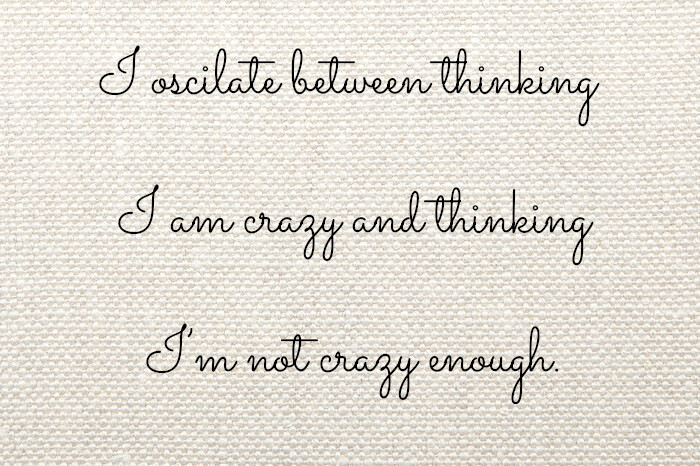 I oscilate between thinking
I am crazy and thinking
I'm not crazy enough.